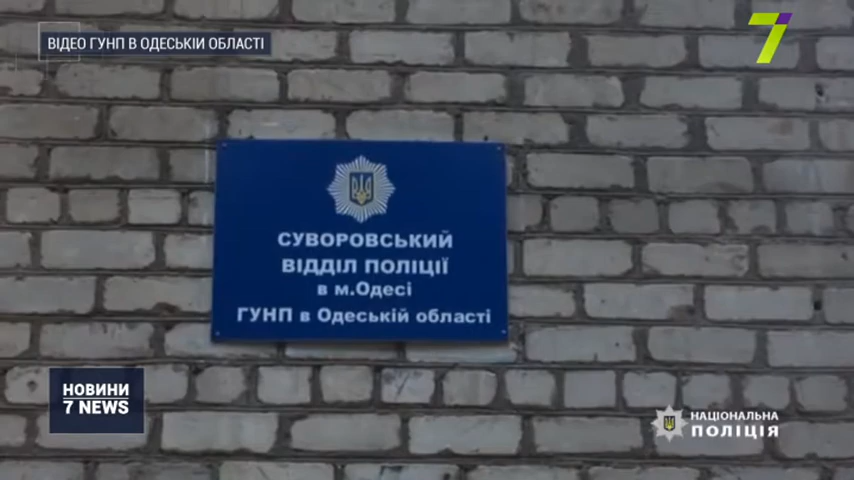 ВІДЕО ГУНП В ОДЕСЬКІЙ ОБЛАСТІ
7
СУВОРОВСЬКИЙ
ВІДДІЛ ПОЛІЦІЇ
в м.Одесі
ГУНП в Одеській області
НОВИНИ
7 NEWS
НАЦІОНАЛЬНА
ПОЛІЦІЯ